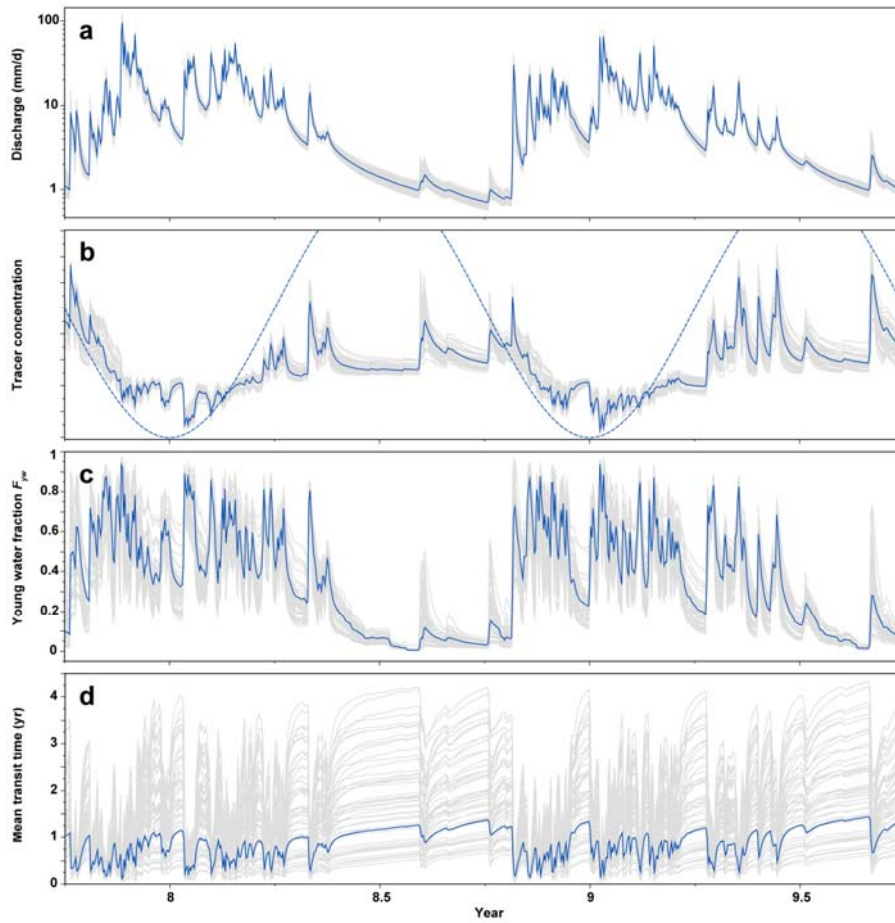 a
100
10
1
Discharge (mm/d)
b
Tracer concentration
c
1
0.8
0.6
0.4
0.2
0
Young water fraction Fyw
d
4
3
2
1
0
Mean transit time (yr)
8
8.5
9
9.5
Year